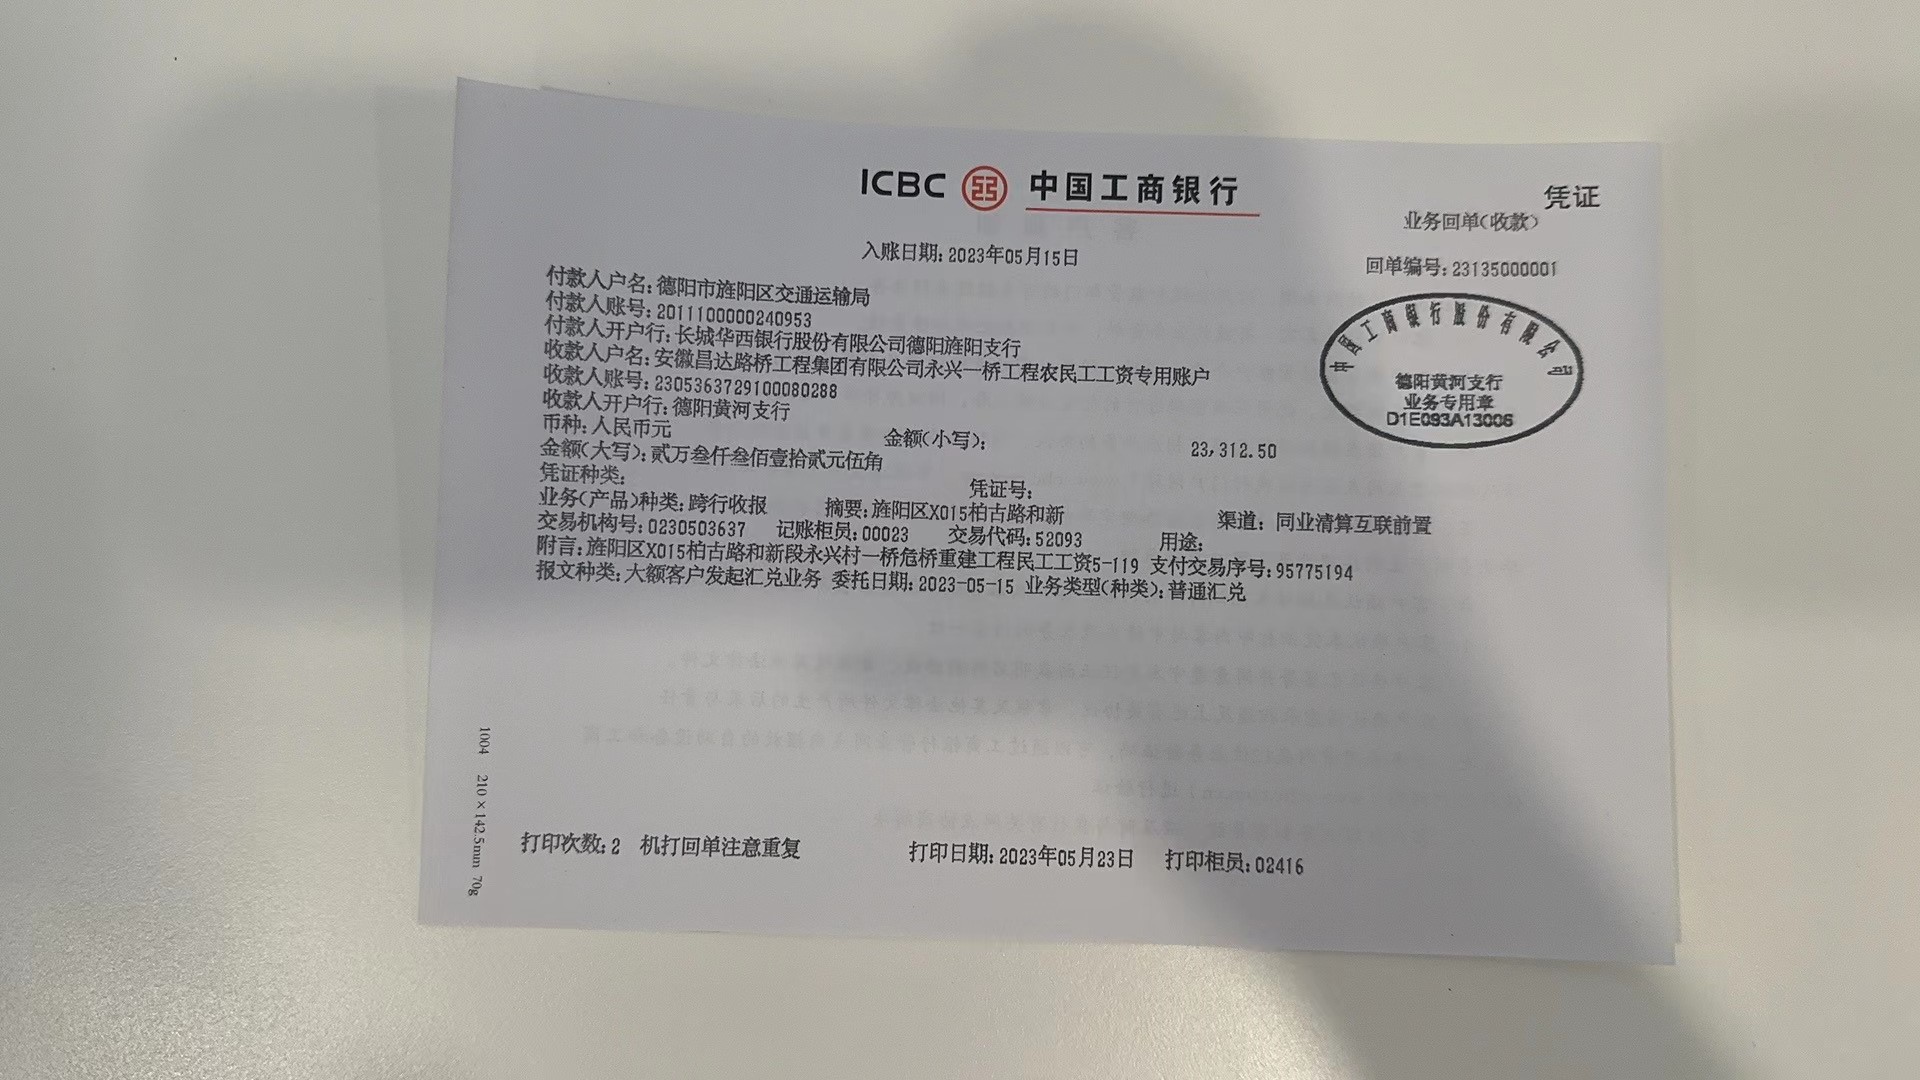 ICBC 中国工商银行
凭证
业务回单(收款)
入账日期: 2023年05月15日
回单编号: 23135000001
付款人户名: 德阳市旌阳区交通运输局
付款人账号: 2011100000240953
付款人开户行: 长城华西银行股份有限公司德阳旌阳支行
收款人户名: 安徽昌达路桥工程集团有限公司永兴一桥工程农民工工资专用账户
收款人账号: 2305363729100080288
收款人开户行: 德阳黄河支行
币种: 人民币元 金额(小写): 23,312.50
金额(大写): 贰万叁仟叁佰壹拾贰元伍角
凭证种类: 凭证号:
业务(产品)种类: 跨行收报 摘要: 旌阳区X015柏古路和新 渠道: 同业清算互联前置
交易机构号: 0230503637 记账柜员: 00023 交易代码: 52093 用途:
附言: 旌阳区X015柏古路和新段永兴村一桥危桥重建工程民工工资5-119 支付交易序号: 95775194
报文种类: 大额客户发起汇兑业务 委托日期: 2023-05-15 业务类型(种类): 普通汇兑
中国工商银行股份有限公司
德阳黄河支行
业务专用章
D1E093A13006
1004 210×142.5mm 70g
打印次数: 2 机打回单注意重复 打印日期: 2023年05月23日 打印柜员: 02416